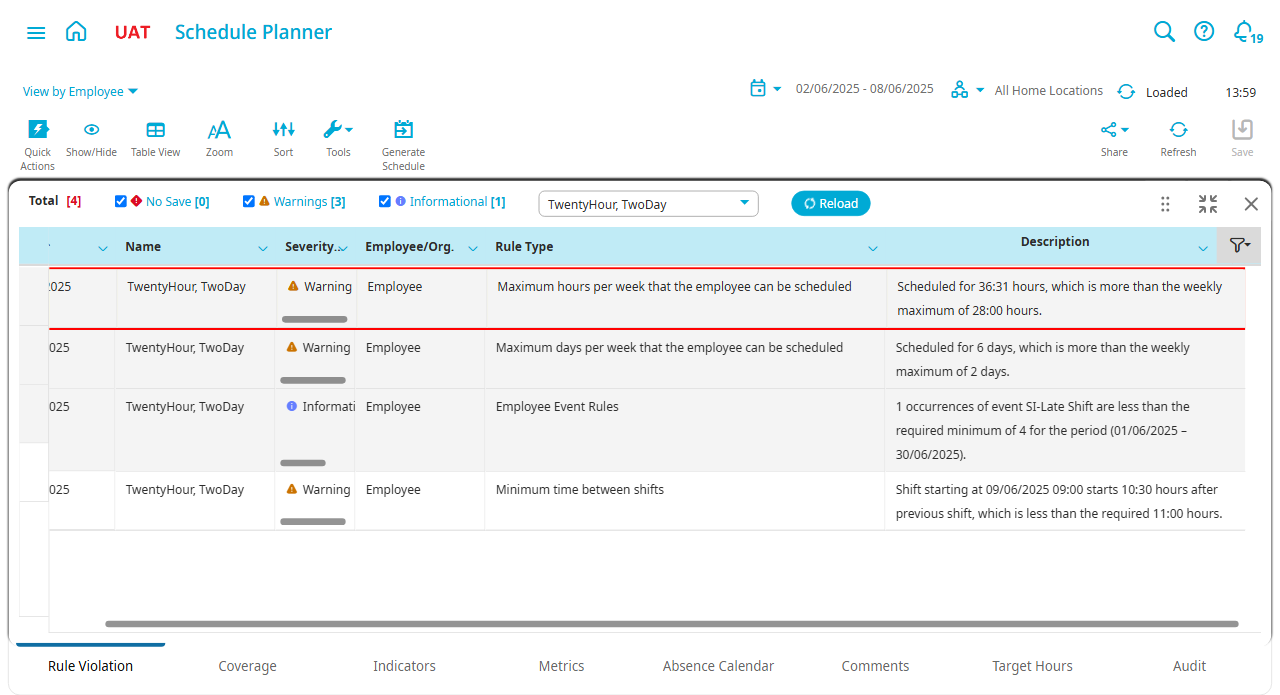 UAT Schedule Planner 19
View by Employee 02/06/2025 - 08/06/2025 All Home Locations Loaded 13:59
Quick Actions Show/Hide Table View Zoom Sort Tools Generate Schedule Share Refresh Save
Total [4] No Save [0] Warnings [3] Informational [1] TwentyHour, TwoDay Reload
Name Severity... Employee/Org. Rule Type Description
2025 TwentyHour, TwoDay Warning Employee Maximum hours per week that the employee can be scheduled Scheduled for 36:31 hours, which is more than the weekly
maximum of 28:00 hours.
025 TwentyHour, TwoDay Warning Employee Maximum days per week that the employee can be scheduled Scheduled for 6 days, which is more than the weekly
maximum of 2 days.
025 TwentyHour, TwoDay Informati Employee Employee Event Rules 1 occurrences of event SI-Late Shift are less than the
required minimum of 4 for the period (01/06/2025 –
30/06/2025).
025 TwentyHour, TwoDay Warning Employee Minimum time between shifts Shift starting at 09/06/2025 09:00 starts 10:30 hours after
previous shift, which is less than the required 11:00 hours.
Rule Violation Coverage Indicators Metrics Absence Calendar Comments Target Hours Audit